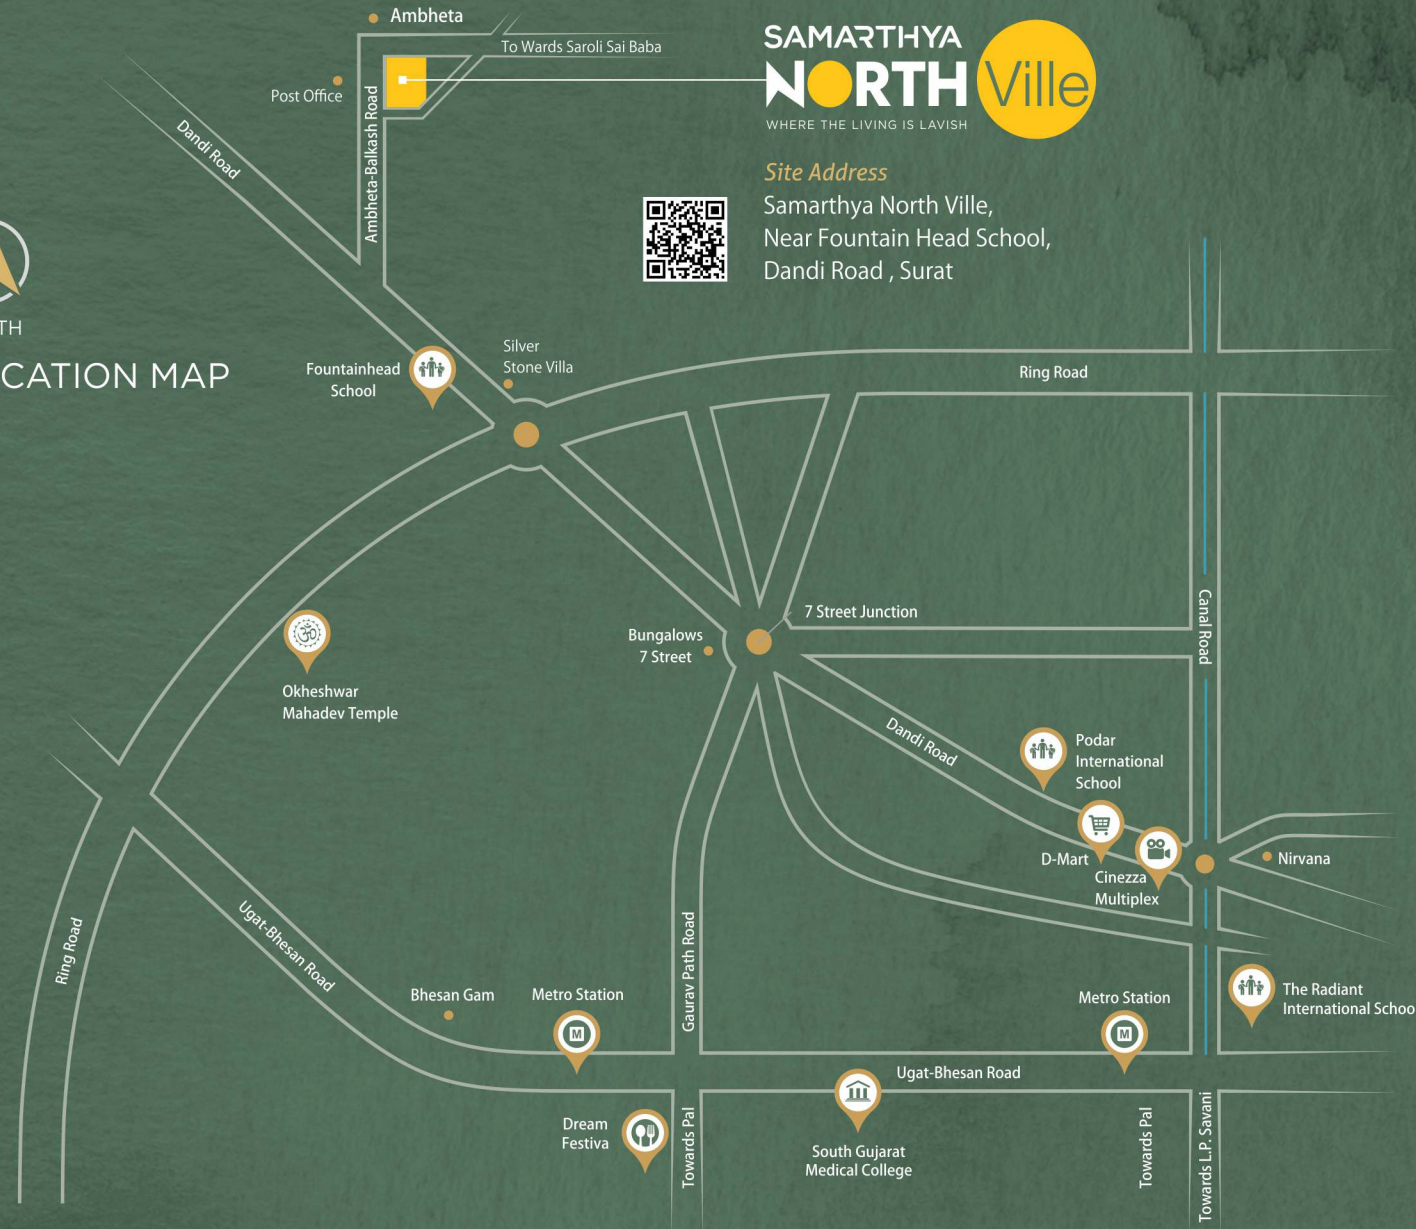 Ambheta
To Wards Saroli Sai Baba
Post Office
Ambheta-Balkash Road
Dandi Road
SAMARTHYA
NORTH Ville
WHERE THE LIVING IS LAVISH
Site Address
Samarthya North Ville,
Near Fountain Head School,
Dandi Road , Surat
TH
CATION MAP
Fountainhead
School
Silver
Stone Villa
Ring Road
Canal Road
7 Street Junction
Bungalows
7 Street
Okheshwar
Mahadev Temple
Dandi Road
Podar
International
School
D-Mart
Cinezza
Multiplex
Nirvana
Ring Road
Ugat-Bhesan Road
Bhesan Gam
Metro Station
M
Gaurav Path Road
Metro Station
M
The Radiant
International Schoo
Ugat-Bhesan Road
Dream
Festiva
Towards Pal
South Gujarat
Medical College
Towards Pal
Towards L.P. Savani